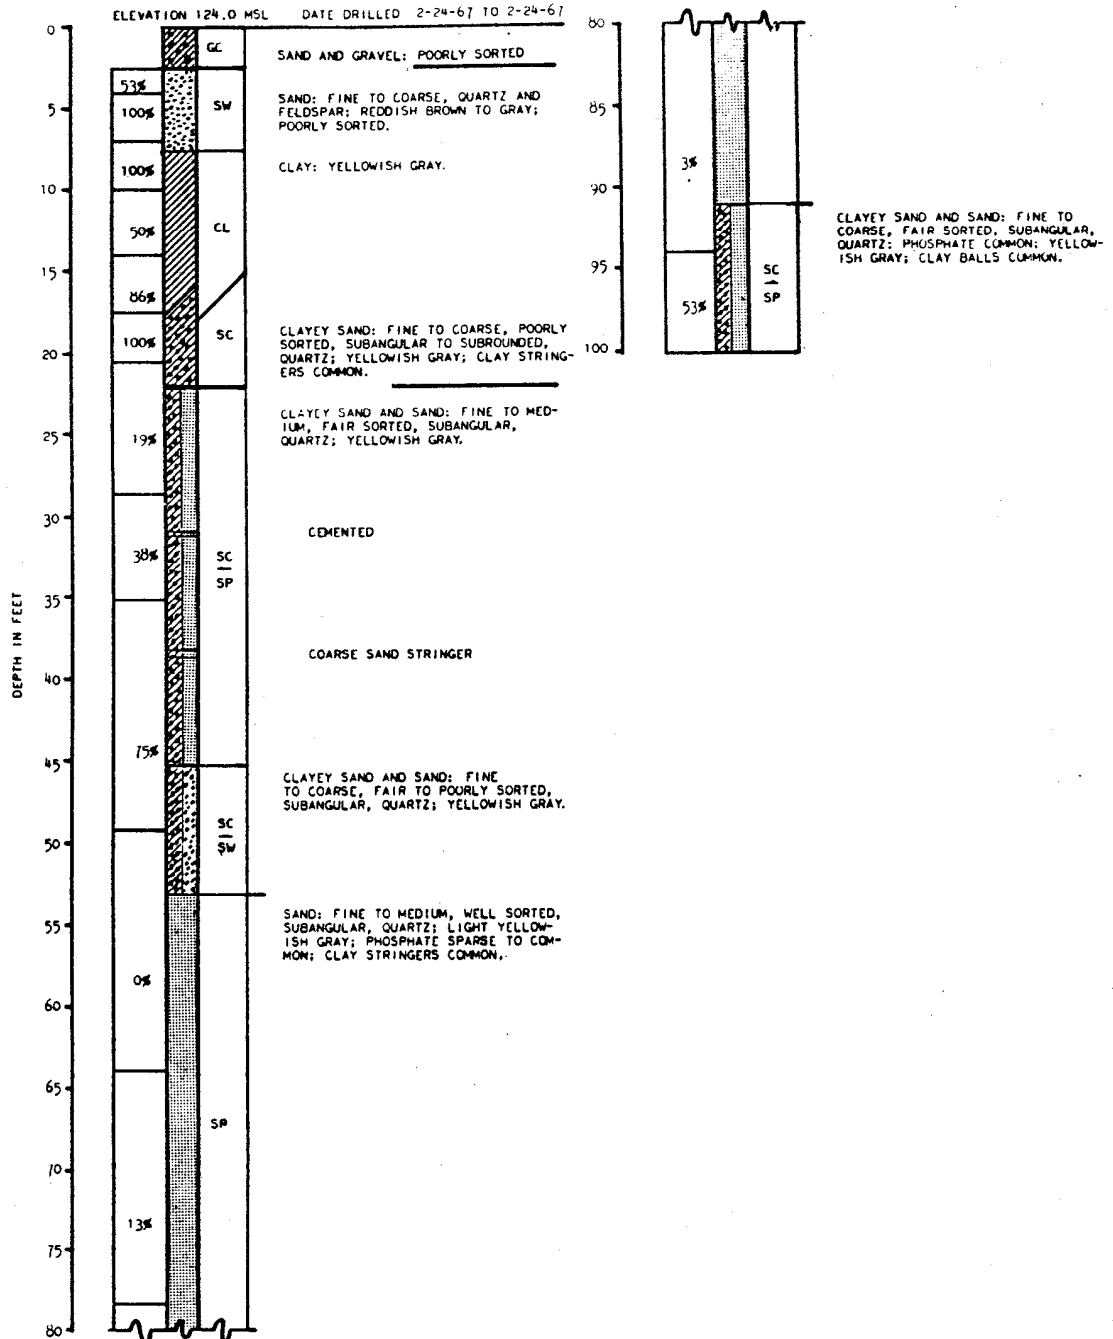 ELEVATION 124.0 MSL DATE DRILLED 2-24-67 TO 2-24-67
DEPTH IN FEET
0
5
10
15
20
25
30
35
40
45
50
55
60
65
70
75
80
53%
100%
100%
50%
86%
100%
19%
38%
75%
0%
13%
GC
SW
CL
SC
SC
SP
SC
SW
SP
SAND AND GRAVEL: POORLY SORTED
SAND: FINE TO COARSE, QUARTZ AND
FELDSPAR; REDDISH BROWN TO GRAY;
POORLY SORTED.
CLAY: YELLOWISH GRAY.
CLAYEY SAND: FINE TO COARSE, POORLY
SORTED, SUBANGULAR TO SUBROUNDED,
QUARTZ; YELLOWISH GRAY; CLAY STRING-
ERS COMMON.
CLAYEY SAND AND SAND: FINE TO MED-
IUM, FAIR SORTED, SUBANGULAR,
QUARTZ; YELLOWISH GRAY.
CEMENTED
COARSE SAND STRINGER
CLAYEY SAND AND SAND: FINE
TO COARSE, FAIR TO POORLY SORTED,
SUBANGULAR, QUARTZ; YELLOWISH GRAY.
SAND: FINE TO MEDIUM, WELL SORTED,
SUBANGULAR, QUARTZ; LIGHT YELLOW-
ISH GRAY; PHOSPHATE SPARSE TO COM-
MON; CLAY STRINGERS COMMON.
80
85
90
95
100
3%
53%
SC
SP
CLAYEY SAND AND SAND: FINE TO
COARSE, FAIR SORTED, SUBANGULAR,
QUARTZ: PHOSPHATE COMMON; YELLOW-
ISH GRAY; CLAY BALLS COMMON.